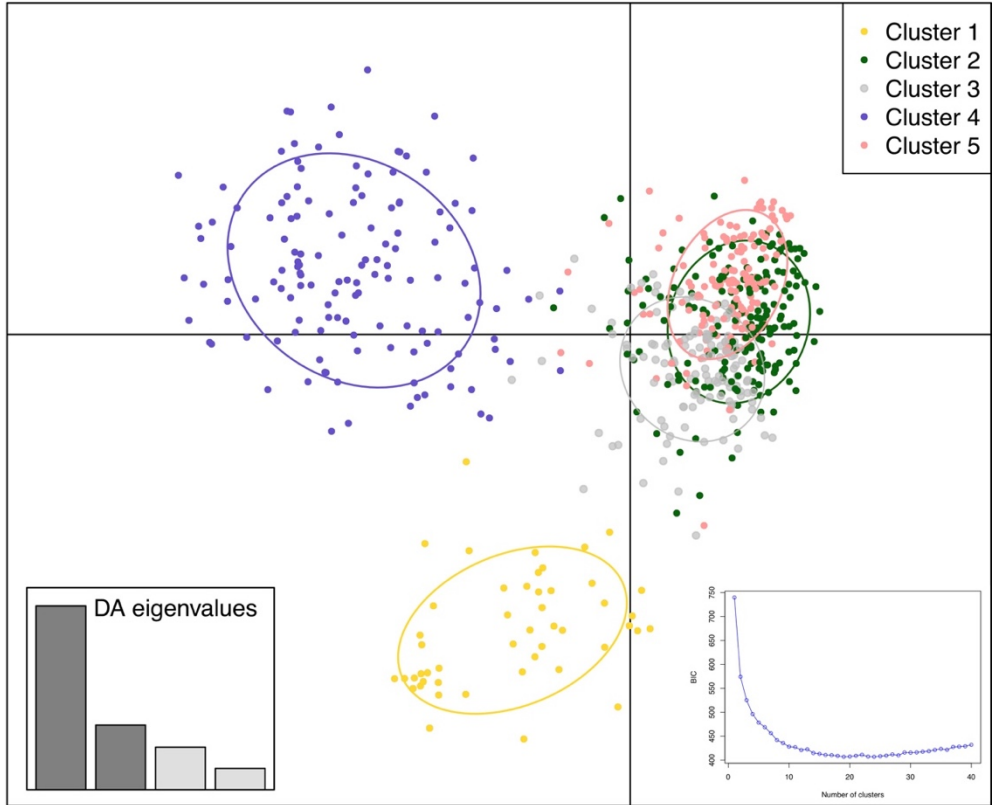 Cluster 1
Cluster 2
Cluster 3
Cluster 4
Cluster 5
DA eigenvalues
BIC
750
700
650
600
550
500
450
400
0
10
20
30
40
Number of clusters